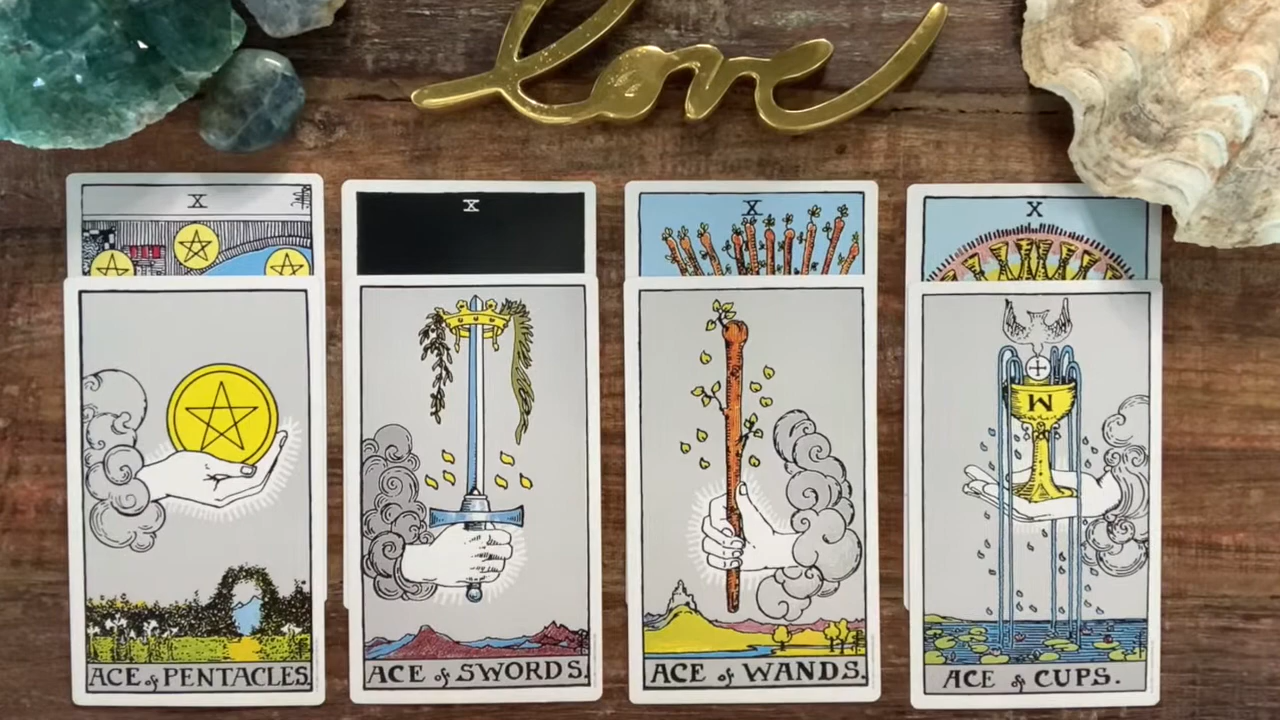 love
X
X
X
X
M
ACE of PENTACLES.
ACE of SWORDS.
ACE of WANDS.
ACE of CUPS.